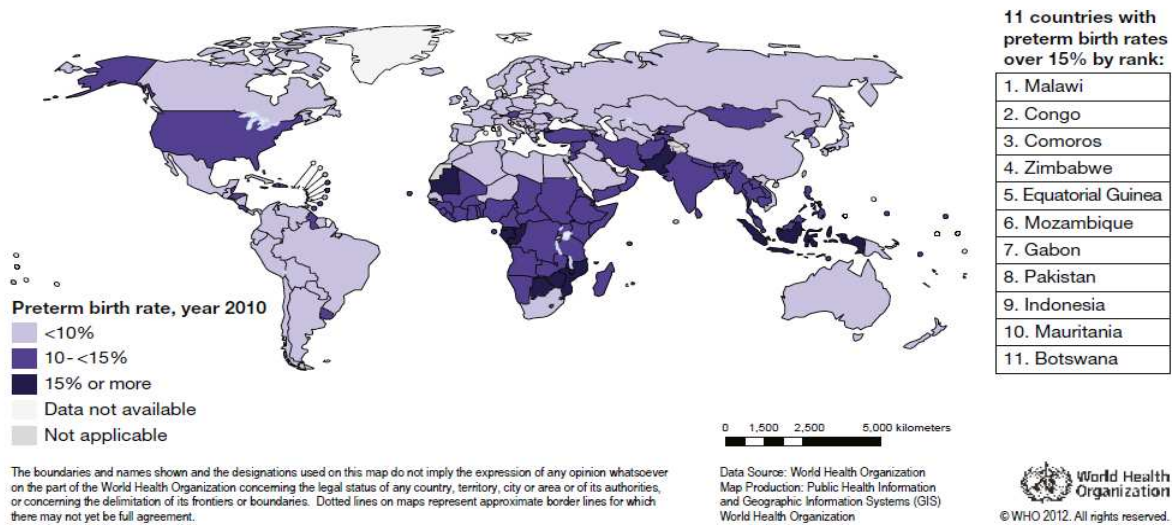 11 countries with
preterm birth rates
over 15% by rank:
1. Malawi
2. Congo
3. Comoros
4. Zimbabwe
5. Equatorial Guinea
6. Mozambique
7. Gabon
8. Pakistan
9. Indonesia
10. Mauritania
11. Botswana
Preterm birth rate, year 2010
<10%
10-<15%
15% or more
Data not available
Not applicable
0 1,500 2,500 5,000 kilometers
The boundaries and names shown and the designations used on this map do not imply the expression of any opinion whatsoever
on the part of the World Health Organization concerning the legal status of any country, territory, city or area or of its authorities,
or concerning the delimitation of its frontiers or boundaries. Dotted lines on maps represent approximate border lines for which
there may not yet be full agreement.
Data Source: World Health Organization
Map Production: Public Health Information
and Geographic Information Systems (GIS)
World Health Organization
World Health
Organization
© WHO 2012. All rights reserved.